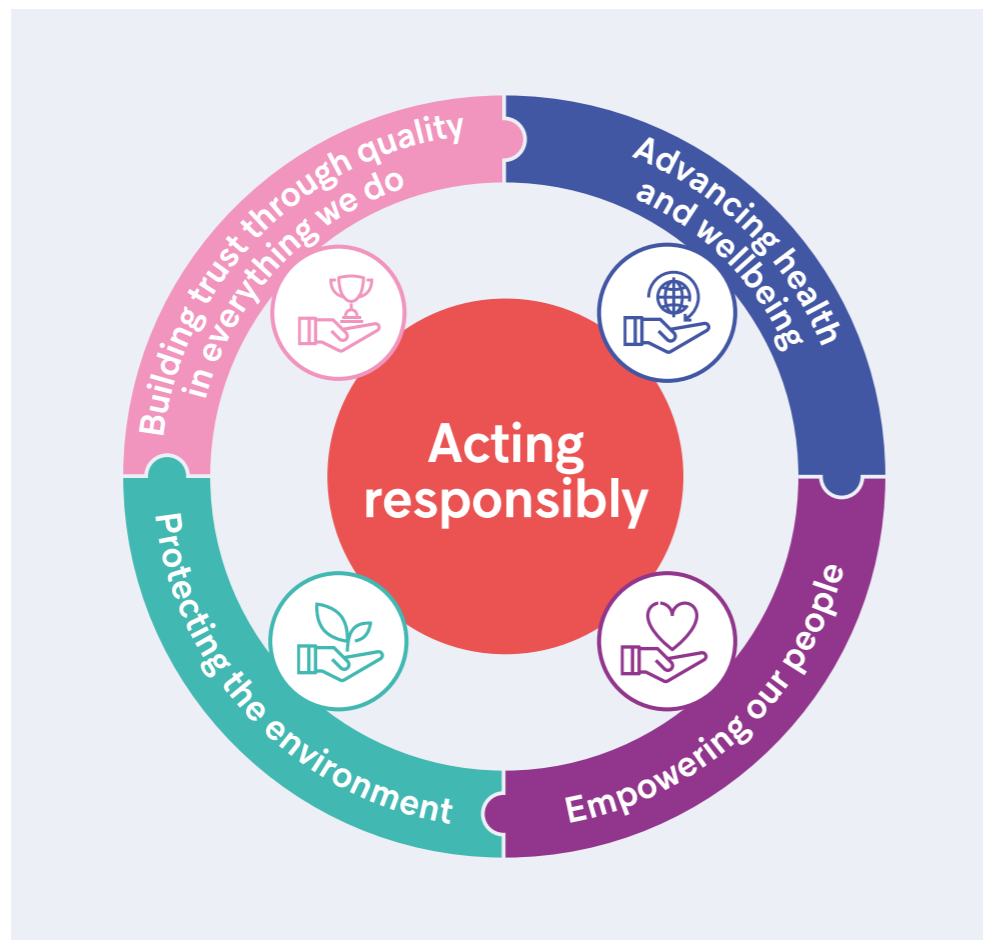 Building trust through quality
in everything we do
Advancing health
and wellbeing
Acting
responsibly
Protecting the environment
Empowering our people